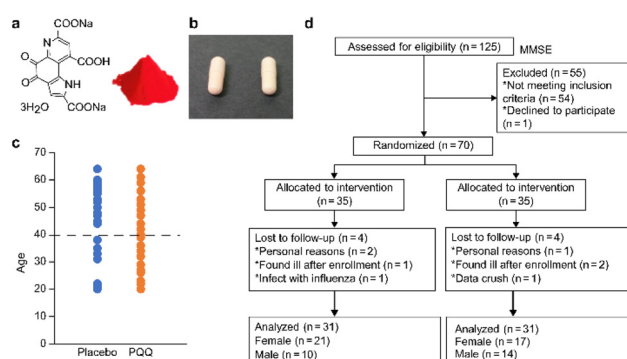 a
COONa
N
O
COOH
O
NH
3H₂O
COONa
b
c
70
60
50
40
30
20
10
0
Age
Placebo PQQ
d
Assessed for eligibility (n = 125)
MMSE
Excluded (n = 55)
*Not meeting inclusion
criteria (n = 54)
*Declined to participate
(n = 1)
Randomized (n = 70)
Allocated to intervention
(n = 35)
Lost to follow-up (n = 4)
*Personal reasons (n = 2)
*Found ill after enrollment (n = 1)
*Infect with influenza (n = 1)
Analyzed (n = 31)
Female (n = 21)
Male (n = 10)
Allocated to intervention
(n = 35)
Lost to follow-up (n = 4)
*Personal reasons (n = 1)
*Found ill after enrollment (n = 2)
*Data crush (n = 1)
Analyzed (n = 31)
Female (n = 17)
Male (n = 14)